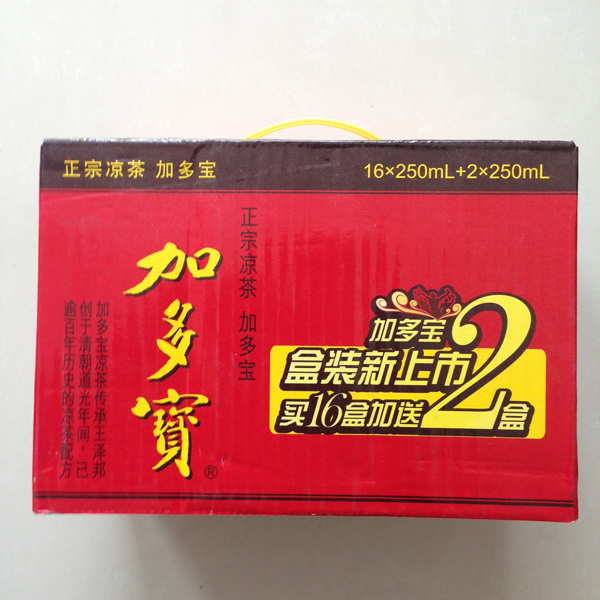 正宗凉茶 加多宝
16×250mL+2×250mL
加多寶®
正宗凉茶 加多宝
加多宝凉茶传承王泽邦
创于清朝道光年间,已
逾百年历史的凉茶配方
加多宝
盒装新上市
买16盒加送2盒